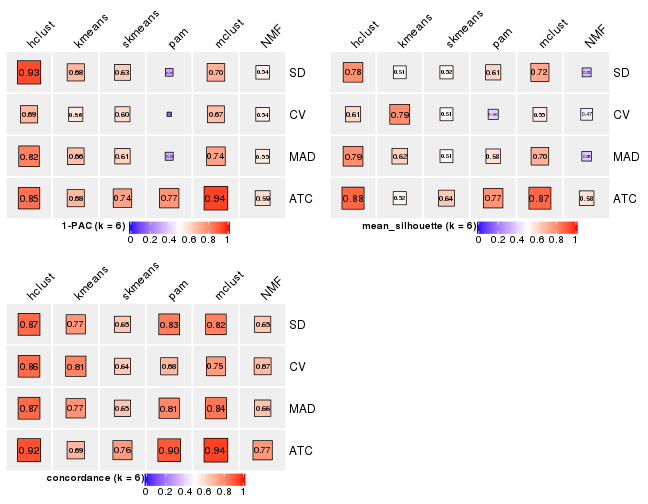 hclust kmeans skmeans pam mclust NMF
0.93 0.68 0.63 0.70 0.54 SD
0.69 0.56 0.60 0.67 0.54 CV
0.82 0.66 0.61 0.74 0.55 MAD
0.85 0.68 0.74 0.77 0.94 0.59 ATC
1-PAC (k = 6)
0 0.2 0.4 0.6 0.8 1
hclust kmeans skmeans pam mclust NMF
0.78 0.51 0.52 0.61 0.72 SD
0.61 0.79 0.51 0.55 0.47 CV
0.79 0.62 0.51 0.58 0.70 MAD
0.88 0.52 0.64 0.77 0.87 0.58 ATC
mean_silhouette (k = 6)
0 0.2 0.4 0.6 0.8 1
hclust kmeans skmeans pam mclust NMF
0.87 0.77 0.65 0.83 0.82 0.65 SD
0.86 0.81 0.64 0.68 0.75 0.67 CV
0.87 0.77 0.65 0.81 0.84 0.66 MAD
0.92 0.69 0.76 0.90 0.94 0.77 ATC
concordance (k = 6)
0 0.2 0.4 0.6 0.8 1